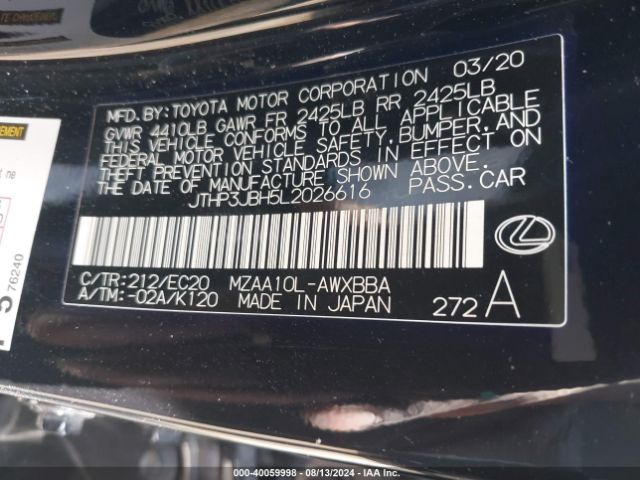 MFD. BY: TOYOTA MOTOR CORPORATION 03/20
GVWR 4410LB GAWR FR 2425LB RR 2425LB
THIS VEHICLE CONFORMS TO ALL APPLICABLE
FEDERAL MOTOR VEHICLE SAFETY, BUMPER, AND
THEFT PREVENTION STANDARDS IN EFFECT ON
THE DATE OF MANUFACTURE SHOWN ABOVE.
JTHP3JBH5L2026616 PASS. CAR
C/TR: 212/EC20 MZAA10L-AWXBBA
A/TM: -02A/K120 MADE IN JAPAN 272 A
76240
000-40059998 - 08/13/2024 - IAA Inc.